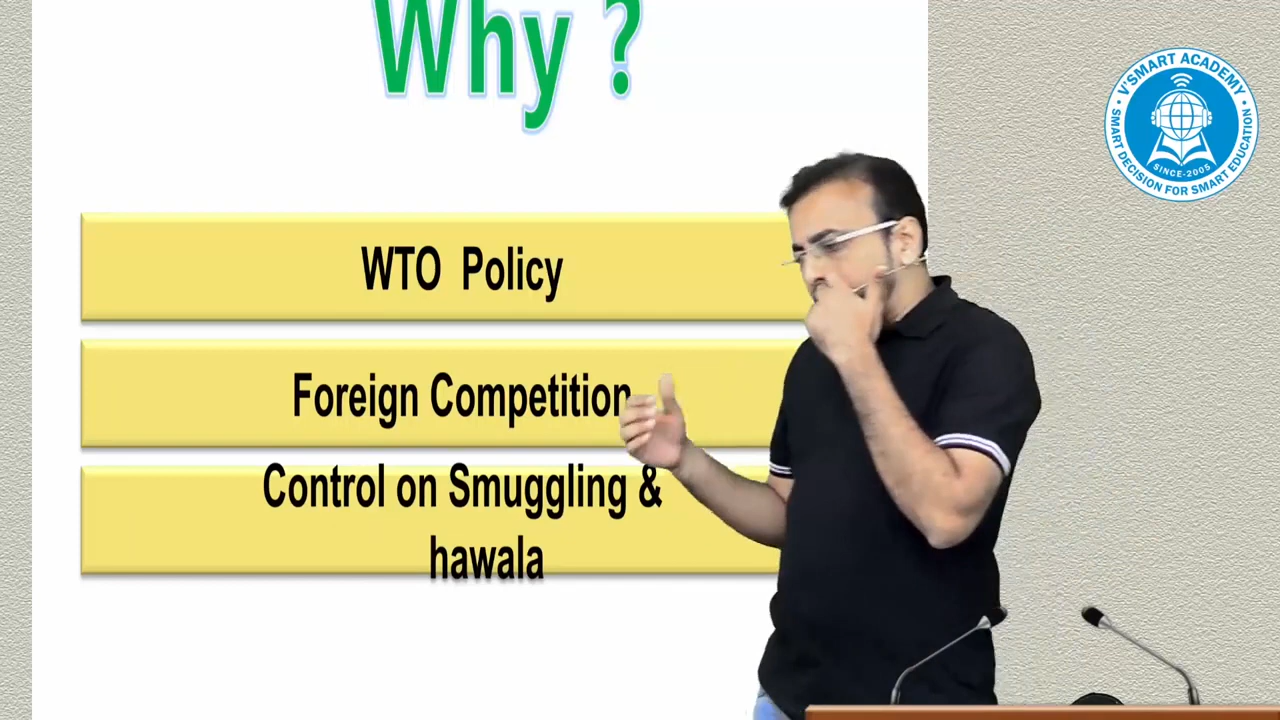 Why ?
WTO Policy
Foreign Competition
Control on Smuggling &
hawala
V'SMART ACADEMY
SINCE-2005
SMART DECISION FOR SMART EDUCATION